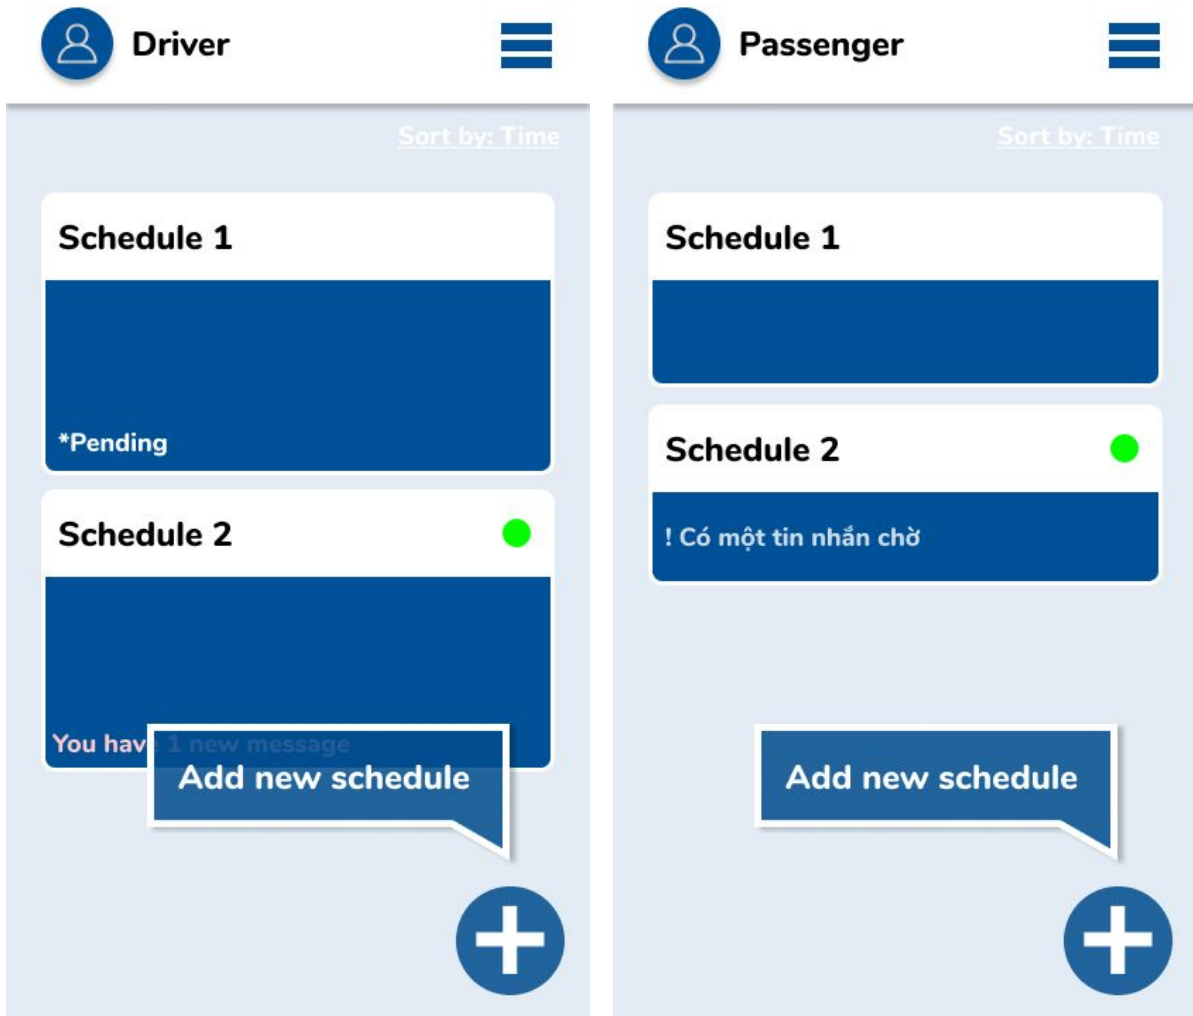 Driver
Sort by: Time
Schedule 1
*Pending
Schedule 2
You have 1 new message
Add new schedule
Passenger
Sort by: Time
Schedule 1
Schedule 2
! Có một tin nhắn chờ
Add new schedule